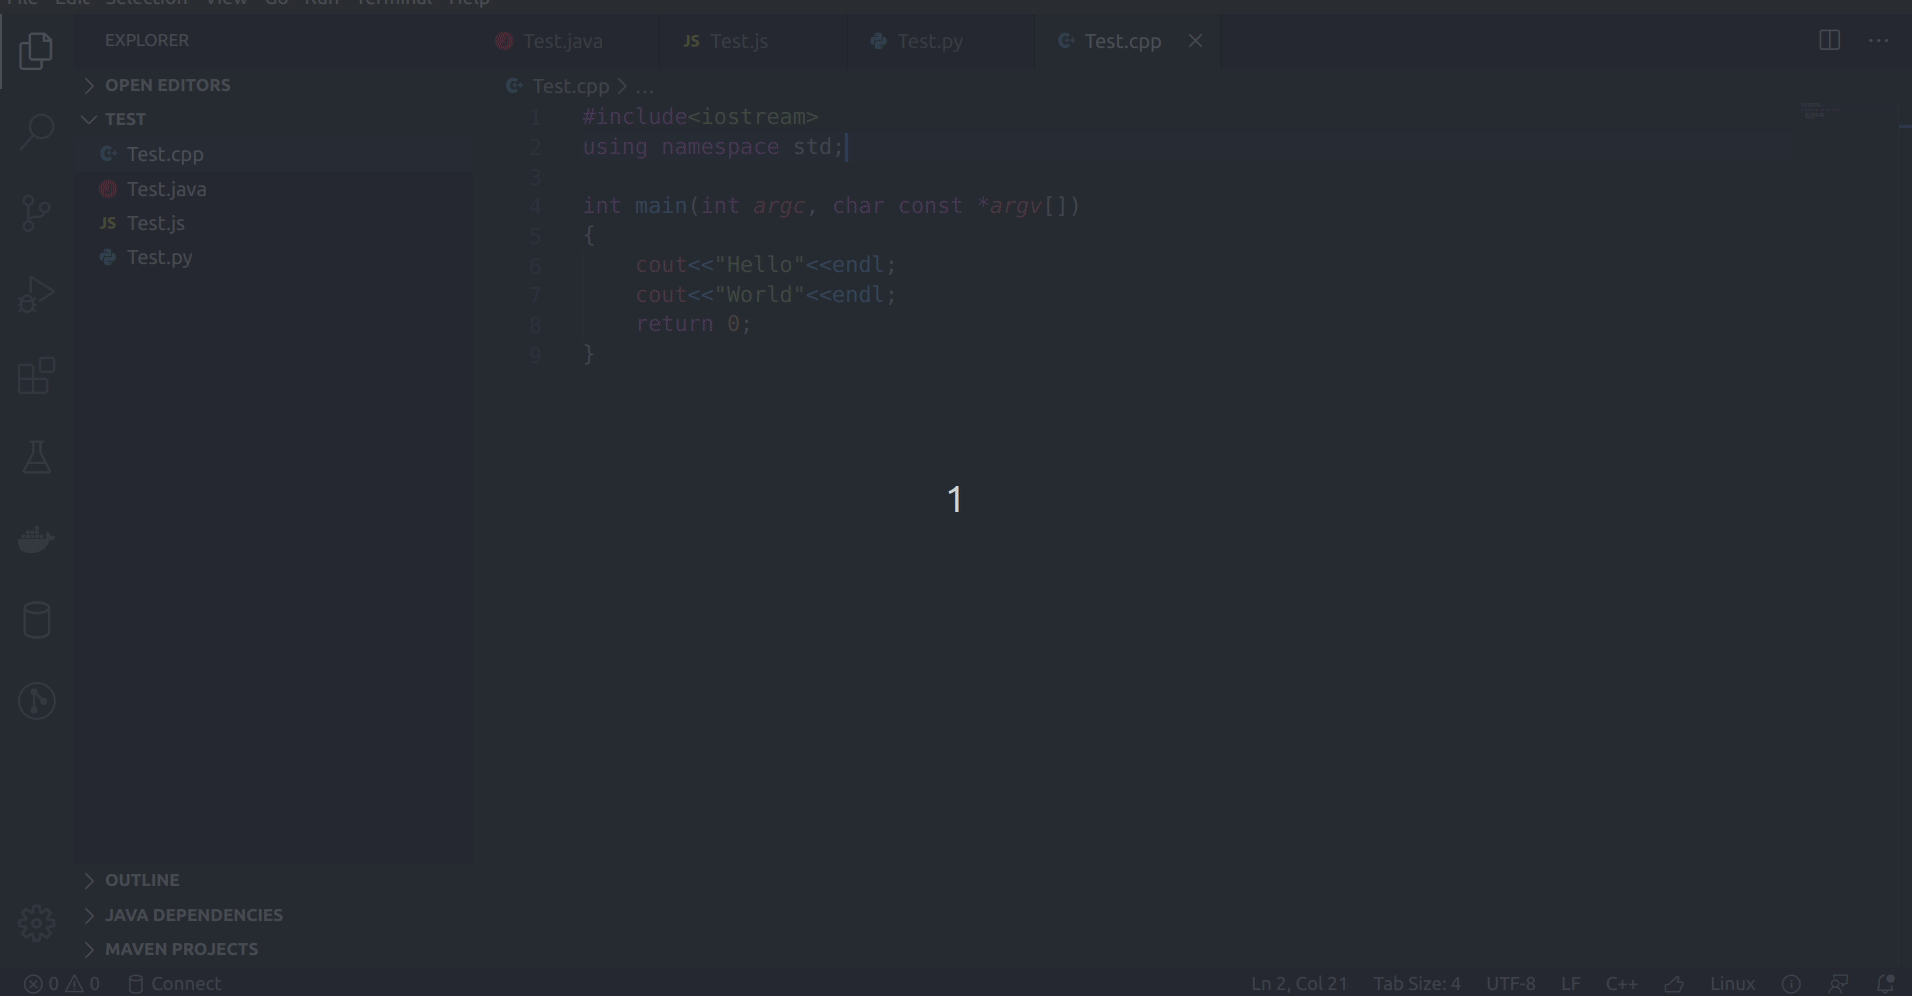 File Edit Selection View Go Run Terminal Help
EXPLORER
OPEN EDITORS
TEST
Test.cpp
Test.java
JS Test.js
Test.py
OUTLINE
JAVA DEPENDENCIES
MAVEN PROJECTS
Test.java JS Test.js Test.py Test.cpp
Test.cpp > ...
1 #include<iostream>
2 using namespace std;
3
4 int main(int argc, char const *argv[])
5 {
6     cout<<"Hello"<<endl;
7     cout<<"World"<<endl;
8     return 0;
9 }
1
0 0 Connect Ln 2, Col 21 Tab Size: 4 UTF-8 LF C++ Linux